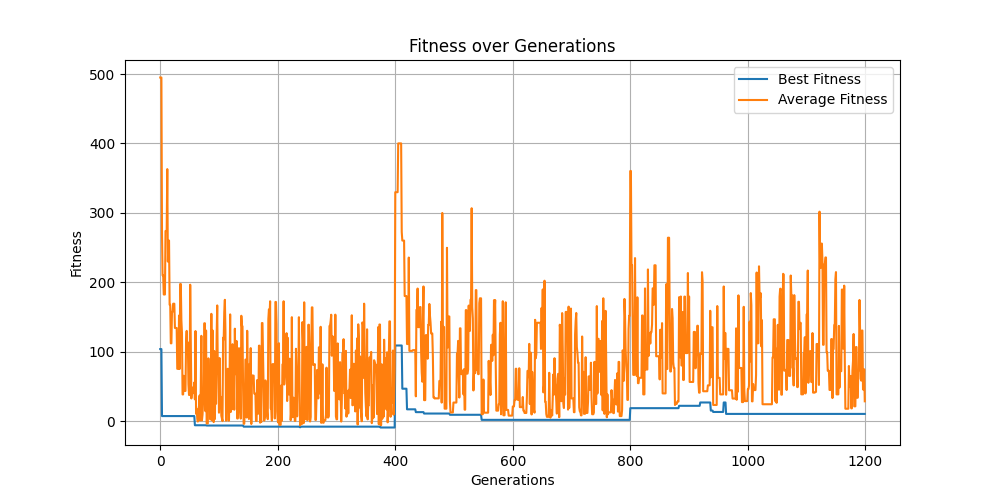 Fitness over Generations
Best Fitness
Average Fitness
Fitness
500
400
300
200
100
0
0 200 400 600 800 1000 1200
Generations